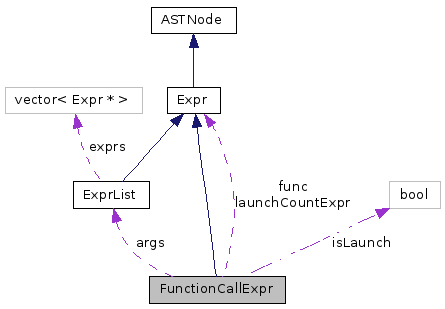 ASTNode
vector< Expr * >
Expr
exprs
func
launchCountExpr
ExprList
bool
args
isLaunch
FunctionCallExpr